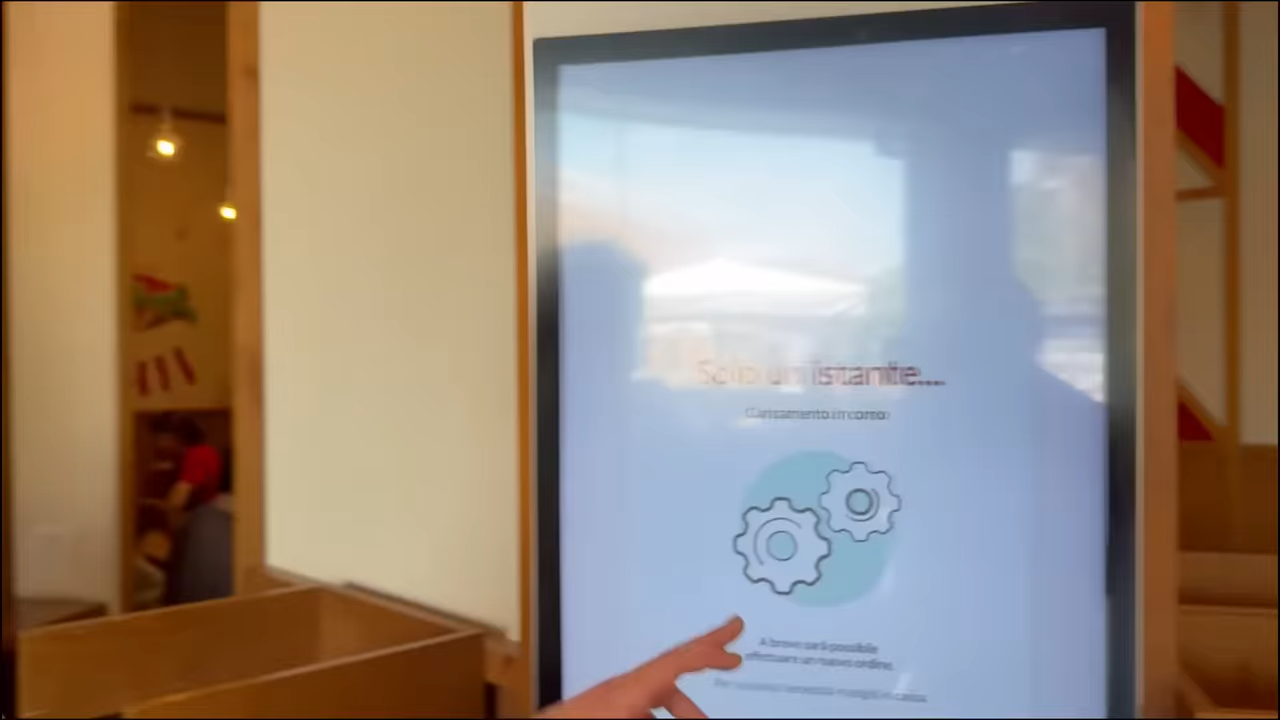 Solo un istante...
Caricamento in corso
A breve sarà possibile
effettuare un nuovo ordine.